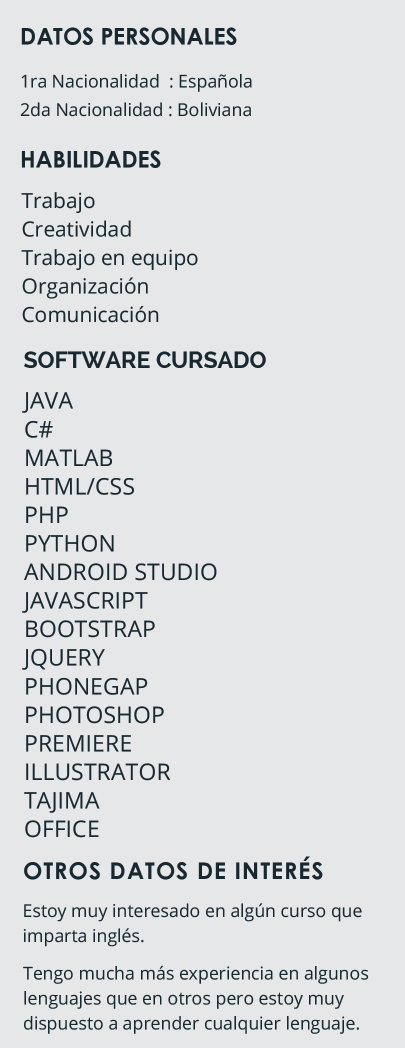 DATOS PERSONALES
1ra Nacionalidad : Española
2da Nacionalidad : Boliviana
HABILIDADES
Trabajo
Creatividad
Trabajo en equipo
Organización
Comunicación
SOFTWARE CURSADO
JAVA
C#
MATLAB
HTML/CSS
PHP
PYTHON
ANDROID STUDIO
JAVASCRIPT
BOOTSTRAP
JQUERY
PHONEGAP
PHOTOSHOP
PREMIERE
ILLUSTRATOR
TAJIMA
OFFICE
OTROS DATOS DE INTERÉS
Estoy muy interesado en algún curso que
imparta inglés.
Tengo mucha más experiencia en algunos
lenguajes que en otros pero estoy muy
dispuesto a aprender cualquier lenguaje.